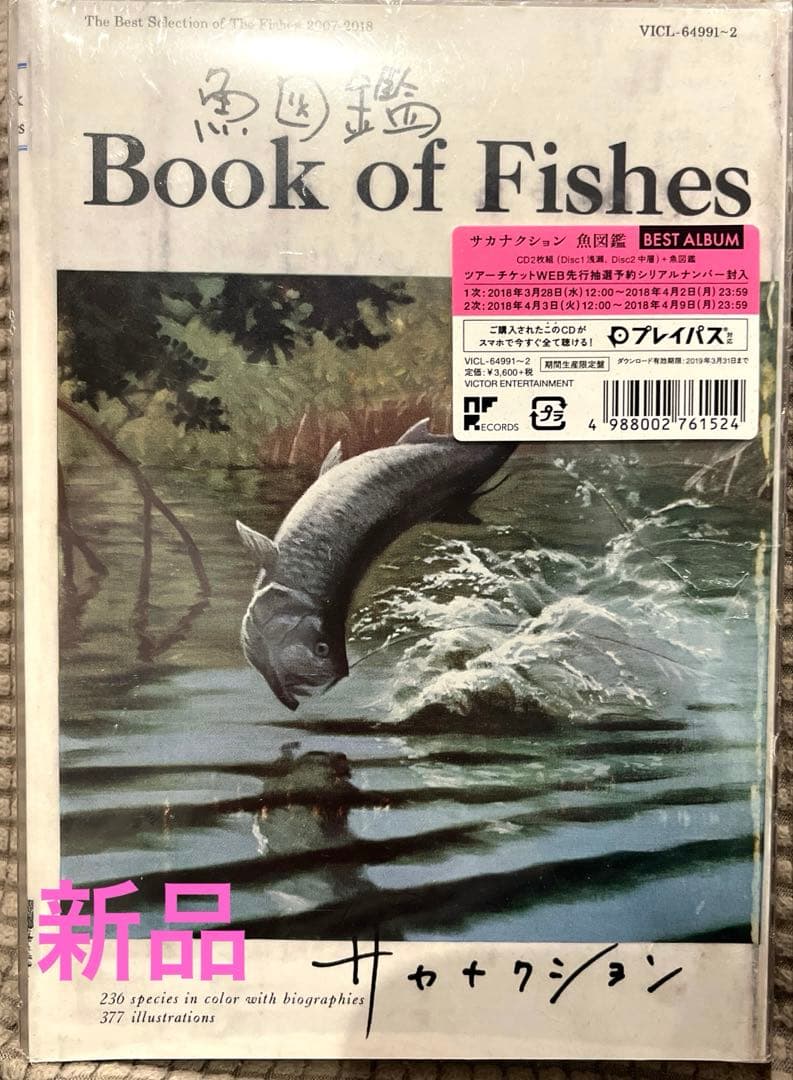 The Best Selection of The Fishes 2007-2018
VICL-64991~2
魚図鑑
Book of Fishes
サカナクション 魚図鑑 BEST ALBUM
CD2枚組 (Disc1 浅瀬、Disc2 中層)+魚図鑑
ツアーチケットWEB先行抽選予約シリアルナンバー封入
1次:2018年3月28日(水)12:00~2018年4月2日(月)23:59
2次:2018年4月3日(火)12:00~2018年4月9日(月)23:59
ご購入されたこのCDが
スマホで今すぐ全て聴ける!
プレイパス®対応
VICL-64991~2
定価:¥3,600+税
期間生産限定盤
ダウンロード有効期限:2019年3月31日まで
VICTOR ENTERTAINMENT
NF RECORDS
プラ
4 988002 761524
新品
サカナクション
236 species in color with biographies
377 illustrations